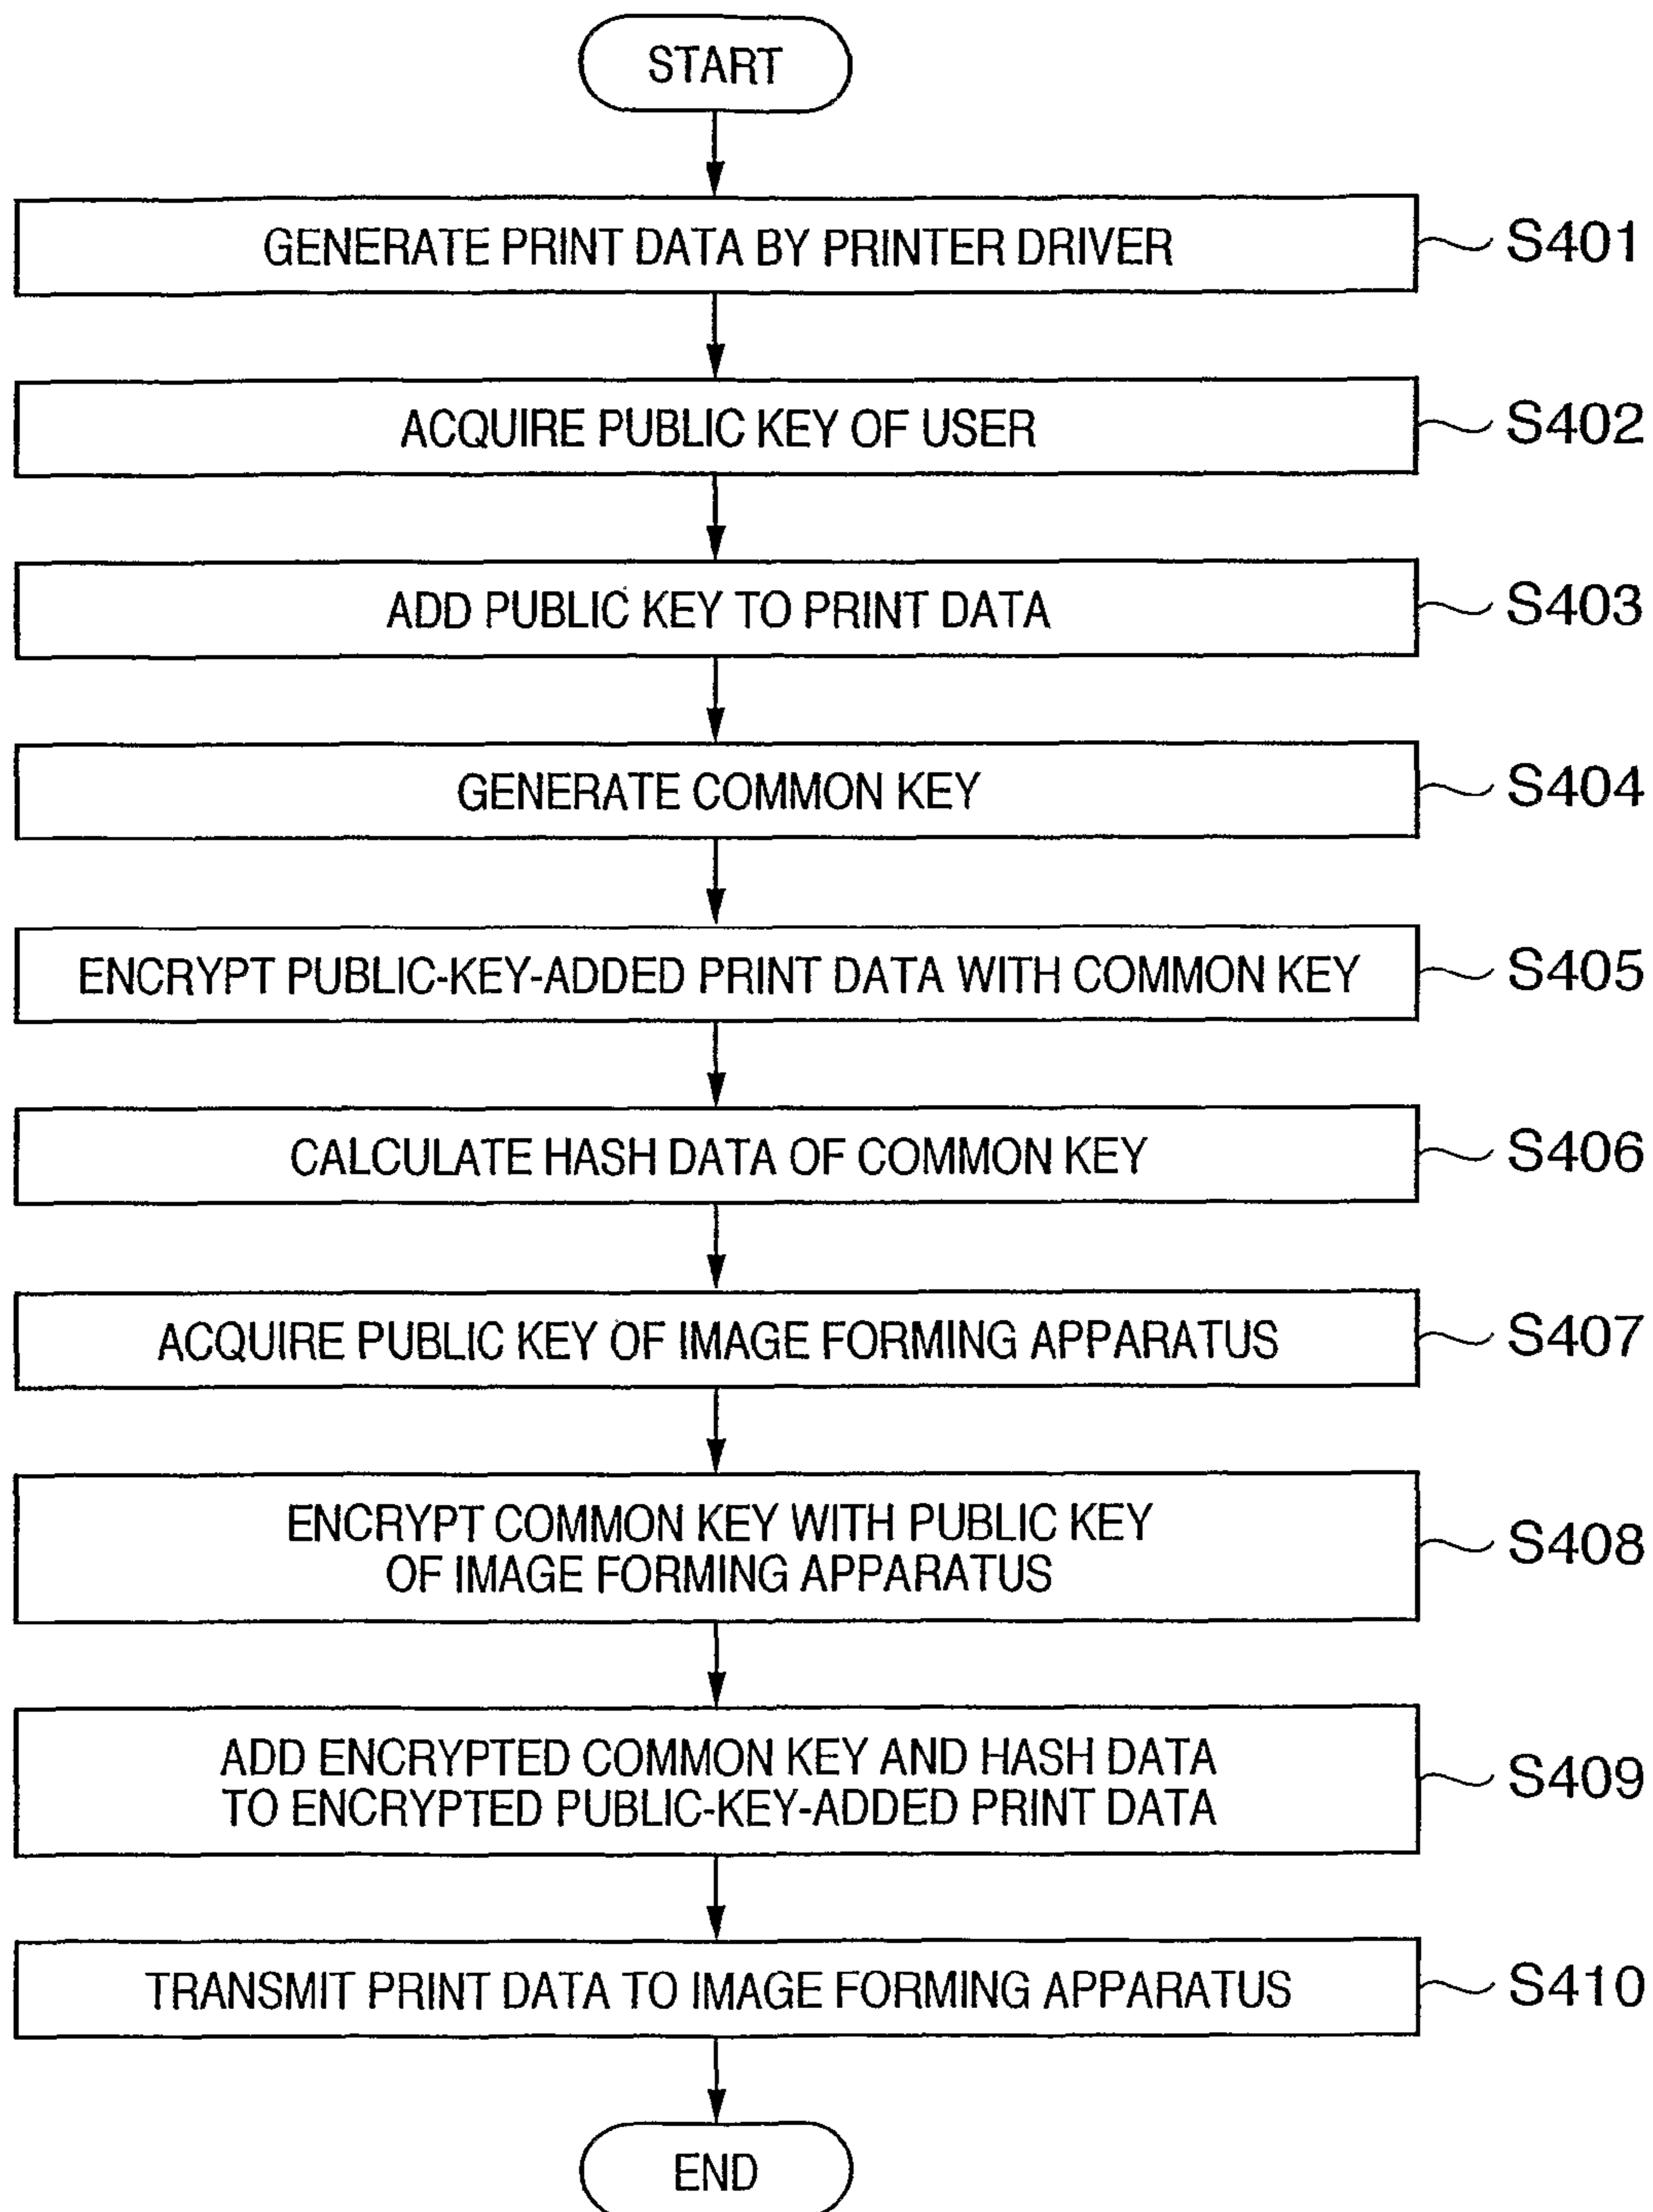 START
GENERATE PRINT DATA BY PRINTER DRIVER
S401
ACQUIRE PUBLIC KEY OF USER
S402
ADD PUBLIC KEY TO PRINT DATA
S403
GENERATE COMMON KEY
S404
ENCRYPT PUBLIC-KEY-ADDED PRINT DATA WITH COMMON KEY
S405
CALCULATE HASH DATA OF COMMON KEY
S406
ACQUIRE PUBLIC KEY OF IMAGE FORMING APPARATUS
S407
ENCRYPT COMMON KEY WITH PUBLIC KEY
OF IMAGE FORMING APPARATUS
S408
ADD ENCRYPTED COMMON KEY AND HASH DATA
TO ENCRYPTED PUBLIC-KEY-ADDED PRINT DATA
S409
TRANSMIT PRINT DATA TO IMAGE FORMING APPARATUS
S410
END